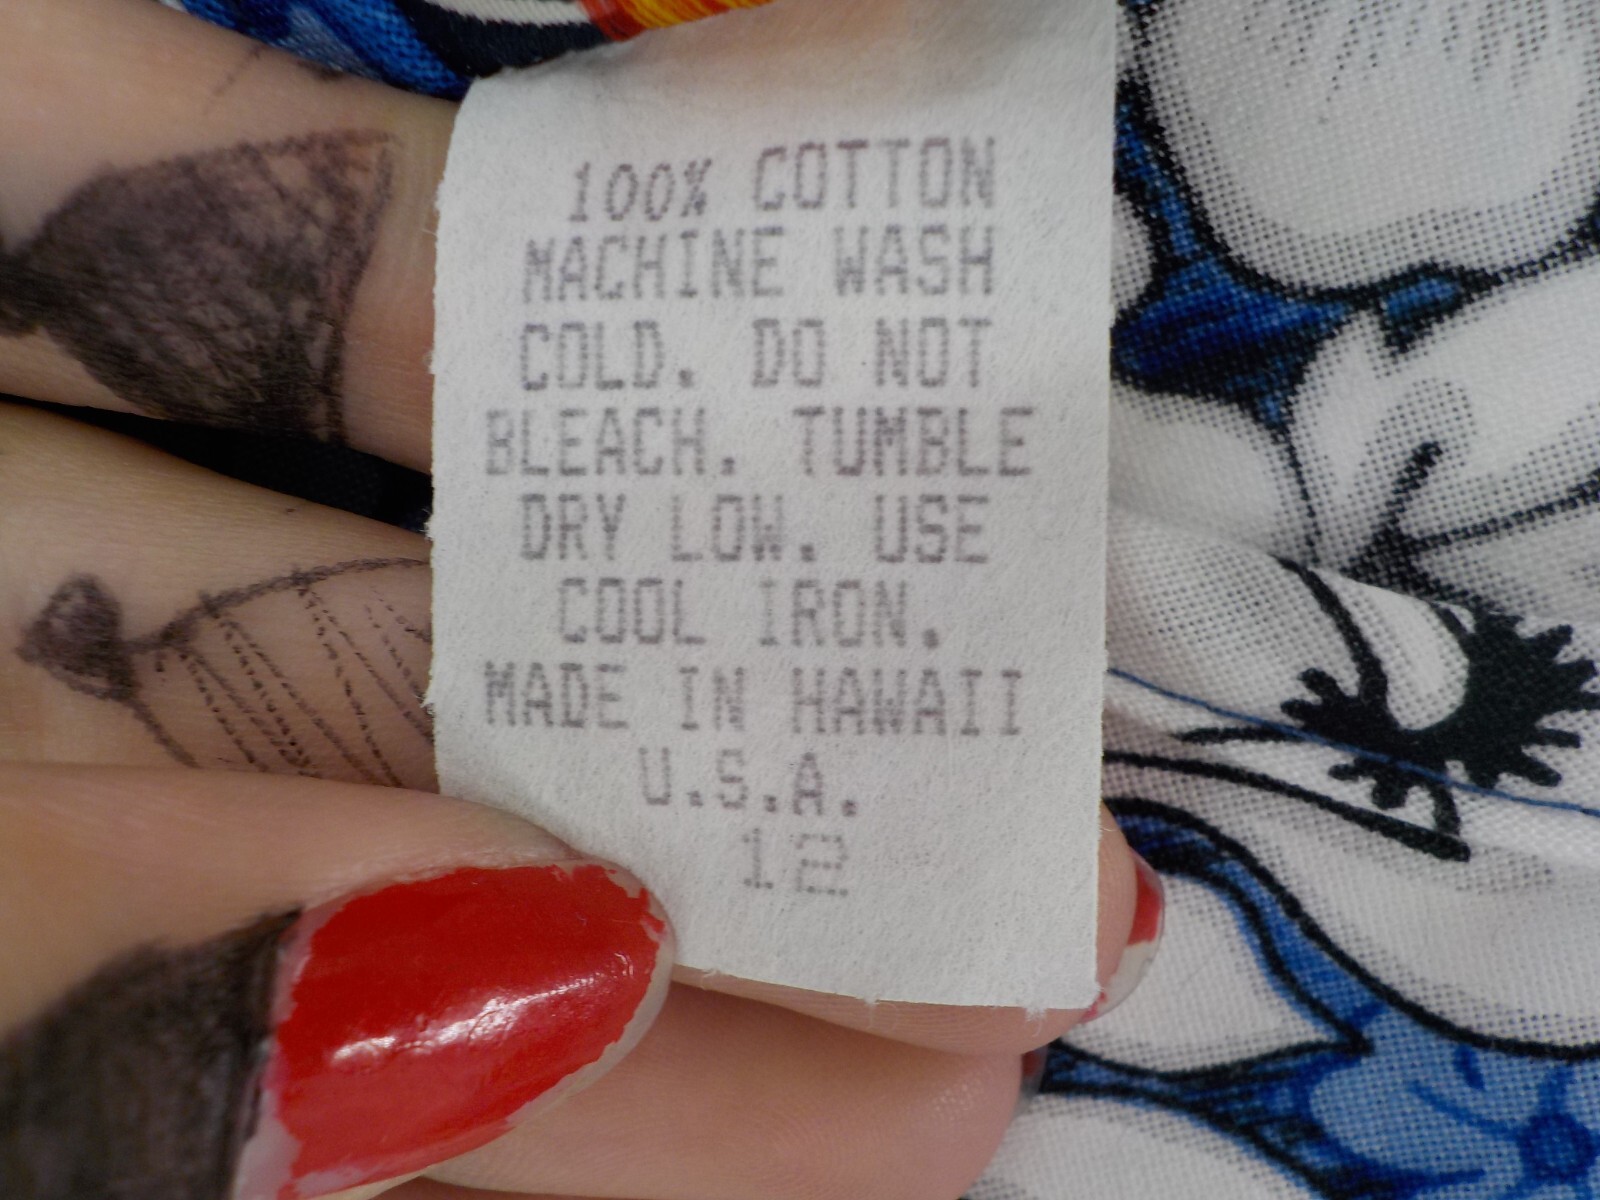 100% COTTON
MACHINE WASH
COLD. DO NOT
BLEACH. TUMBLE
DRY LOW. USE
COOL IRON.
MADE IN HAWAII
U.S.A.
12